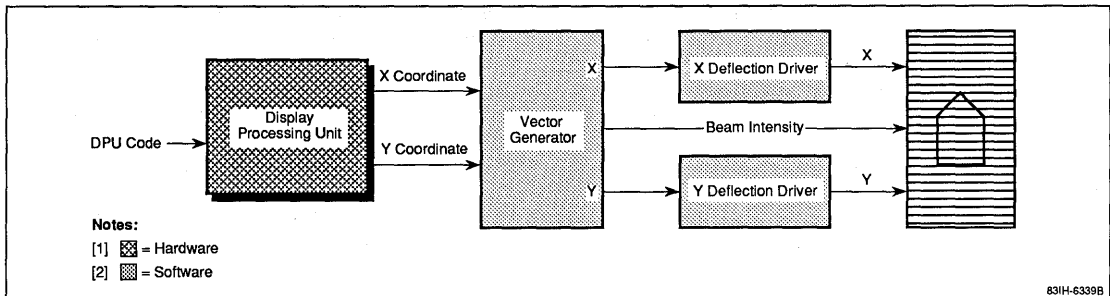 DPU Code
Display
Processing Unit
X Coordinate
Y Coordinate
Vector
Generator
X
Y
X Deflection Driver
Beam Intensity
Y Deflection Driver
X
Y
Notes:
[1] = Hardware
[2] = Software
83IH-6339B